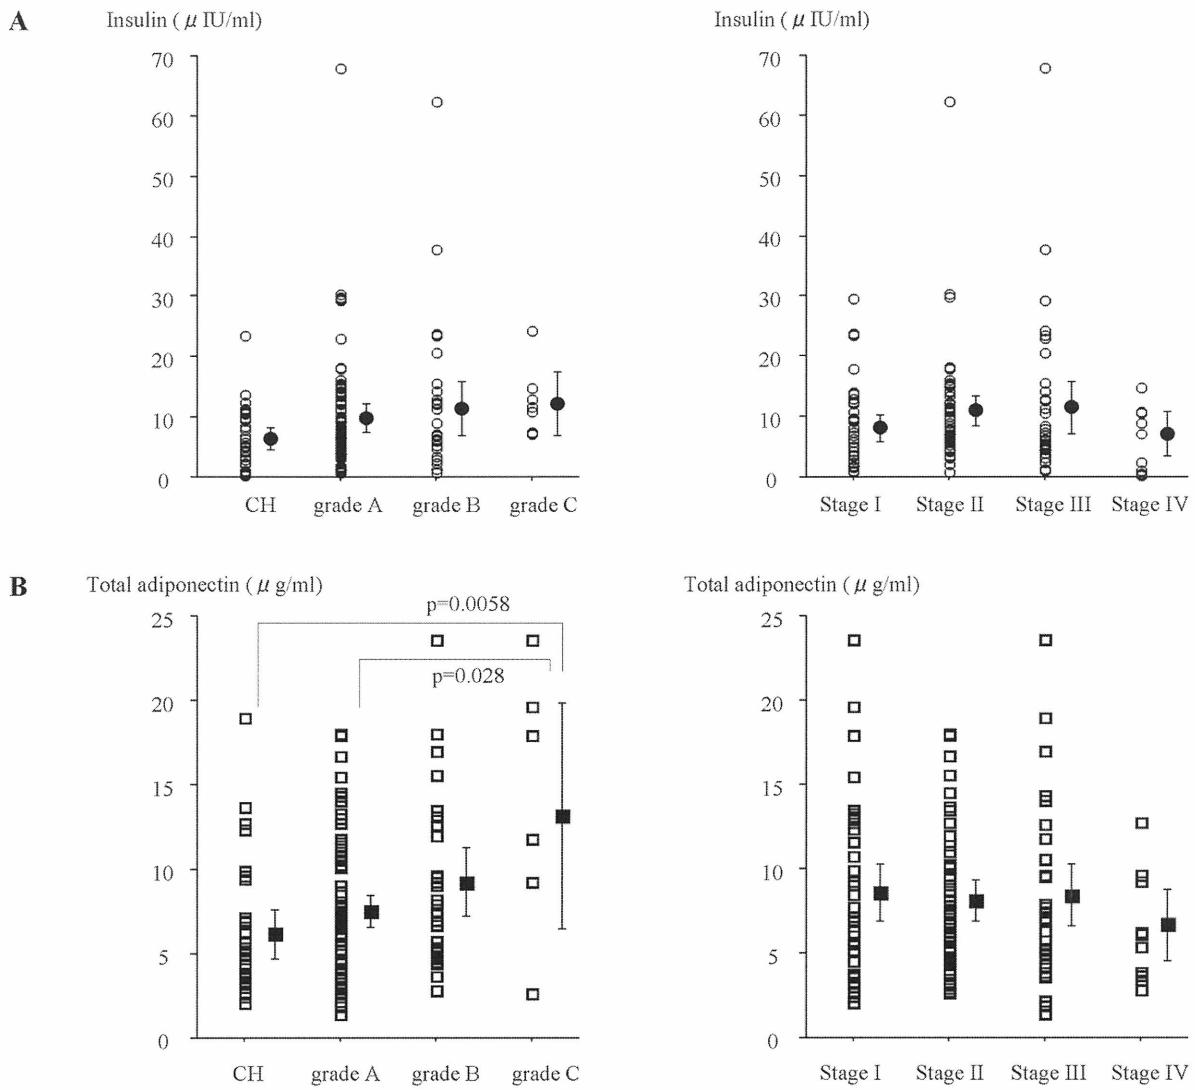 A
Insulin ( μ IU/ml)
70
60
50
40
30
20
10
0
CH grade A grade B grade C
Insulin ( μ IU/ml)
70
60
50
40
30
20
10
0
Stage I Stage II Stage III Stage IV
B
Total adiponectin ( μ g/ml)
p=0.0058
p=0.028
25
20
15
10
5
0
CH grade A grade B grade C
Total adiponectin ( μ g/ml)
25
20
15
10
5
0
Stage I Stage II Stage III Stage IV